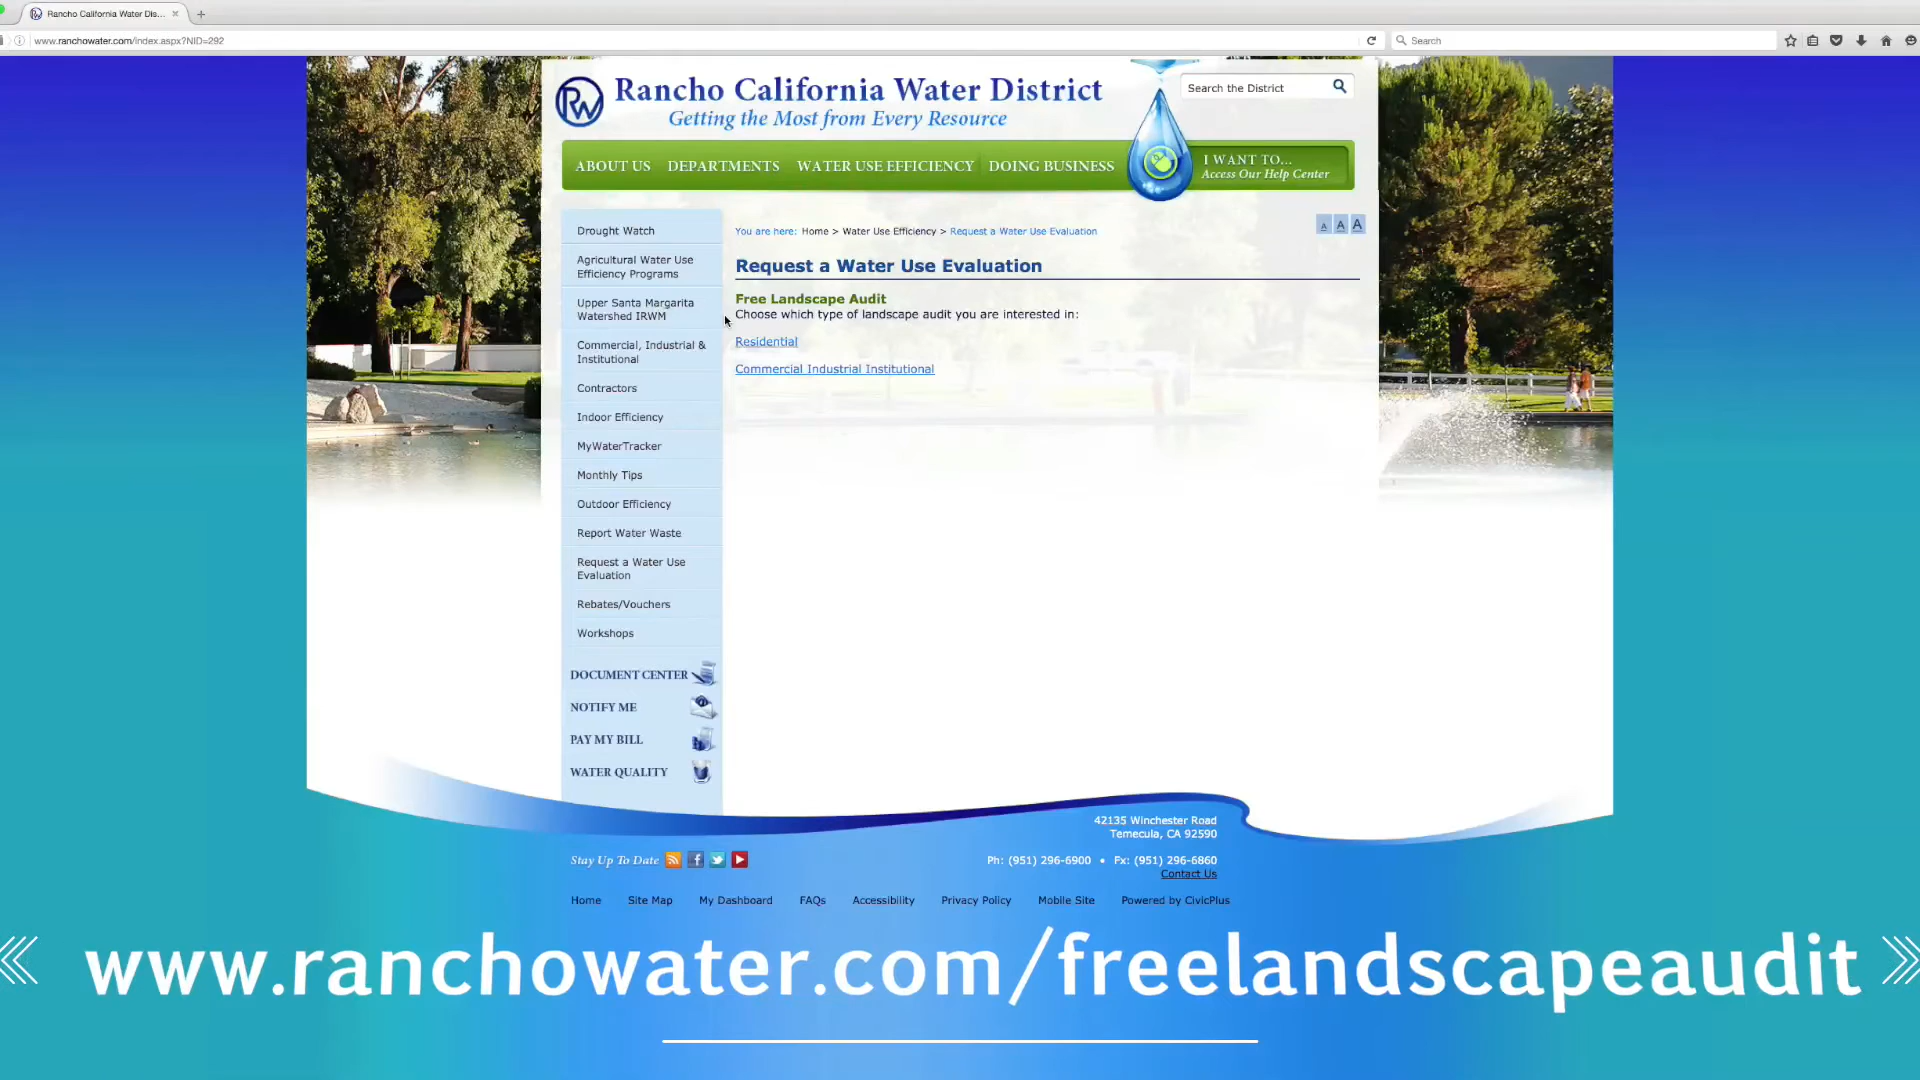 Rancho California Water Dis...
www.ranchowater.com/index.aspx?NID=292
Search
RW
Rancho California Water District
Getting the Most from Every Resource
Search the District
ABOUT US
DEPARTMENTS
WATER USE EFFICIENCY
DOING BUSINESS
I WANT TO...
Access Our Help Center
Drought Watch
Agricultural Water Use
Efficiency Programs
Upper Santa Margarita
Watershed IRWM
Commercial, Industrial &
Institutional
Contractors
Indoor Efficiency
MyWaterTracker
Monthly Tips
Outdoor Efficiency
Report Water Waste
Request a Water Use
Evaluation
Rebates/Vouchers
Workshops
DOCUMENT CENTER
NOTIFY ME
PAY MY BILL
WATER QUALITY
You are here: Home > Water Use Efficiency > Request a Water Use Evaluation
A A A
Request a Water Use Evaluation
Free Landscape Audit
Choose which type of landscape audit you are interested in:
Residential
Commercial Industrial Institutional
42135 Winchester Road
Temecula, CA 92590
Stay Up To Date
Ph: (951) 296-6900 • Fx: (951) 296-6860
Contact Us
Home Site Map My Dashboard FAQs Accessibility Privacy Policy Mobile Site Powered by CivicPlus
www.ranchowater.com/freelandscapeaudit